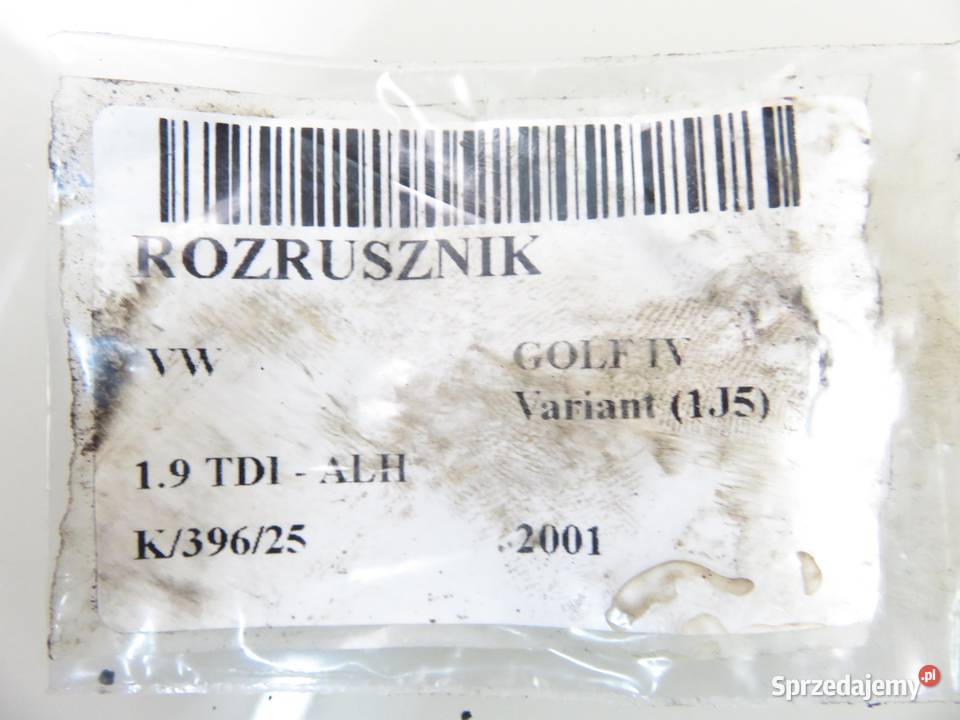 ROZRUSZNIK
VW GOLF IV
Variant (1J5)
1.9 TDI - ALH
K/396/25 2001
Sprzedajemy.pl